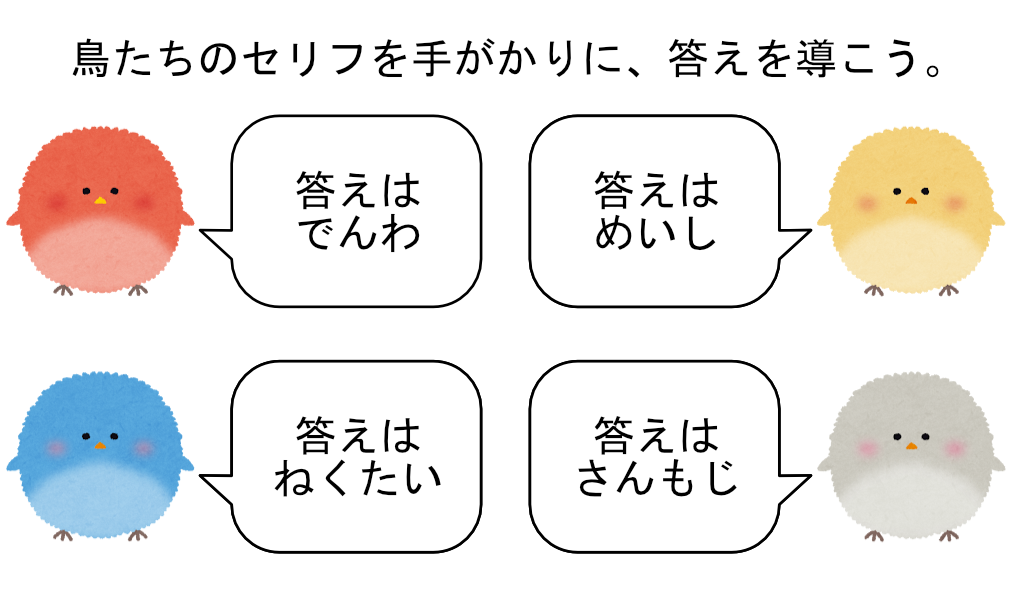 鳥たちのセリフを手がかりに、答えを導こう。
答えは
でんわ
答えは
めいし
答えは
ねくたい
答えは
さんもじ